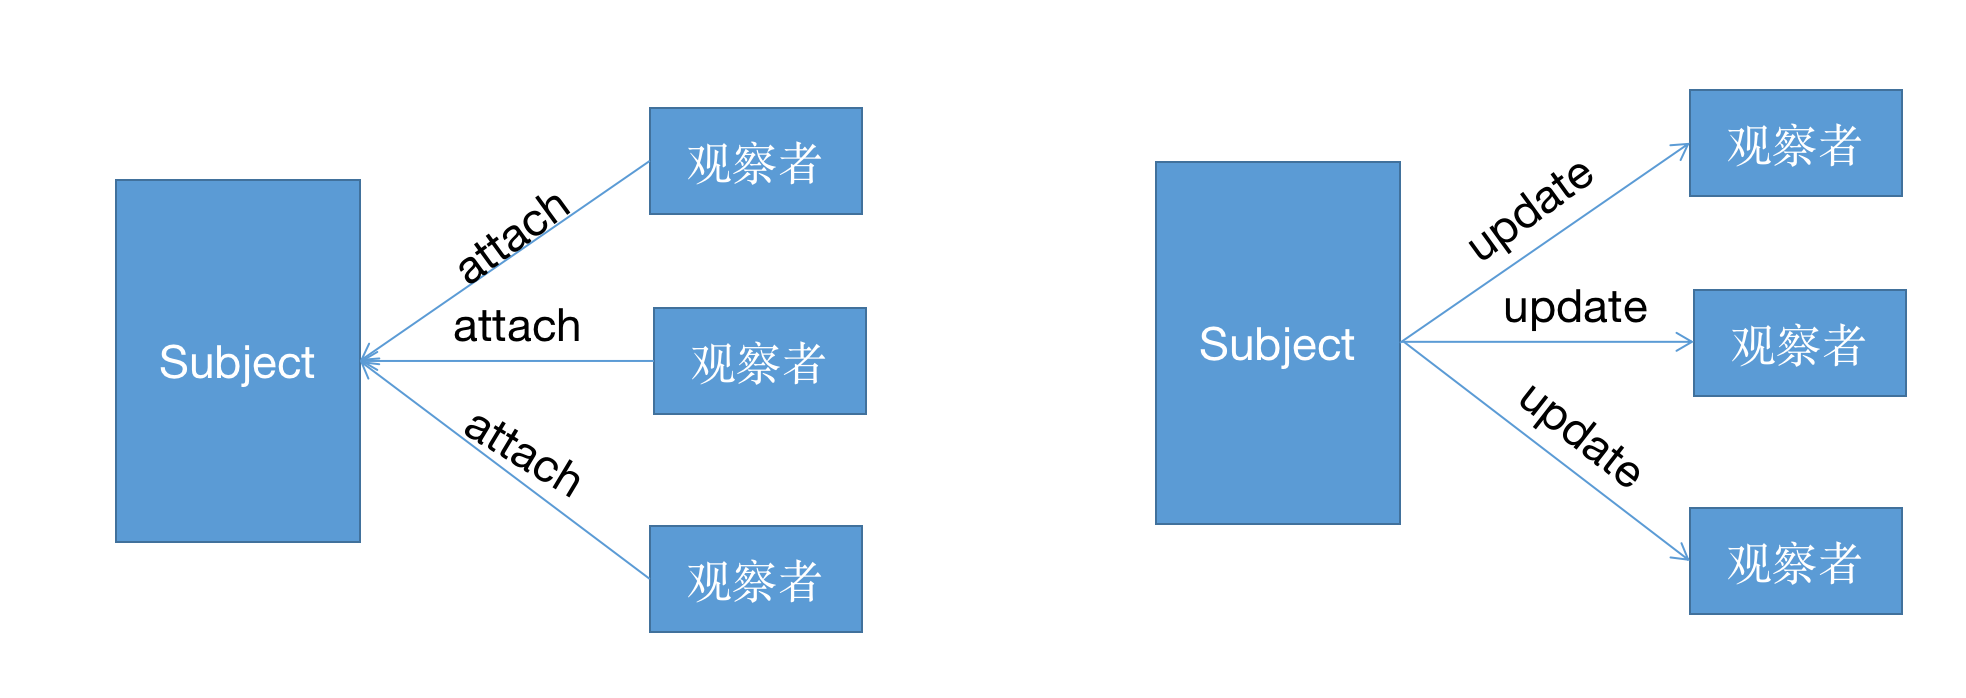 Subject
attach
attach
attach
观察者
观察者
观察者
Subject
update
update
update
观察者
观察者
观察者